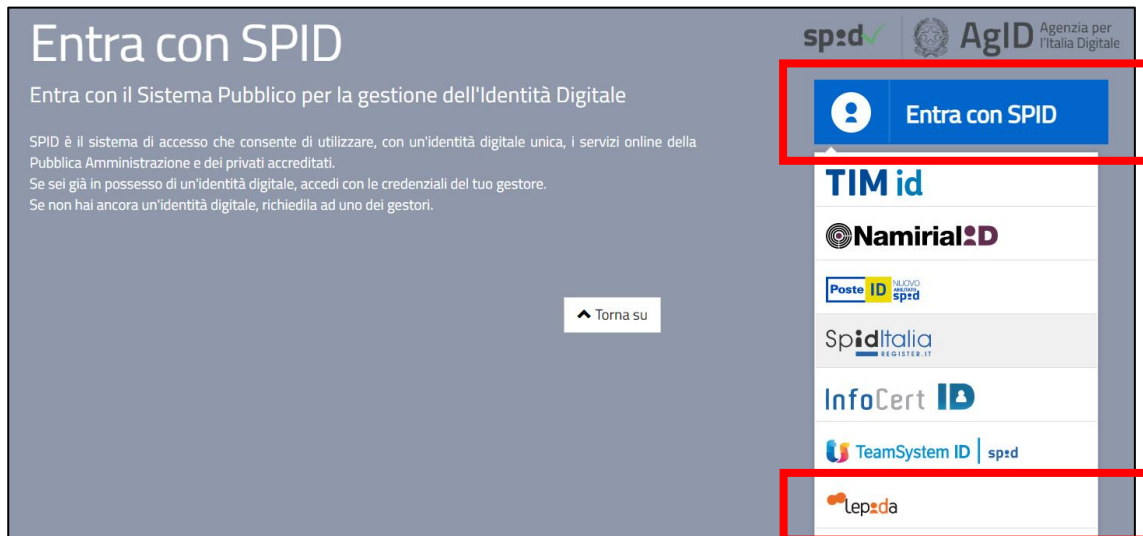 Entra con SPID
Entra con il Sistema Pubblico per la gestione dell'Identità Digitale
SPID è il sistema di accesso che consente di utilizzare, con un'identità digitale unica, i servizi online della
Pubblica Amministrazione e dei privati accreditati.
Se sei già in possesso di un'identità digitale, accedi con le credenziali del tuo gestore.
Se non hai ancora un'identità digitale, richiedila ad uno dei gestori.
Torna su
spid
AgID Agenzia per
l'Italia Digitale
Entra con SPID
TIM id
Namirial ID
Poste ID NUOVO
ABILITATO
spid
SpidItalia
REGISTER.IT
InfoCert ID
TeamSystem ID | spid
Lepida